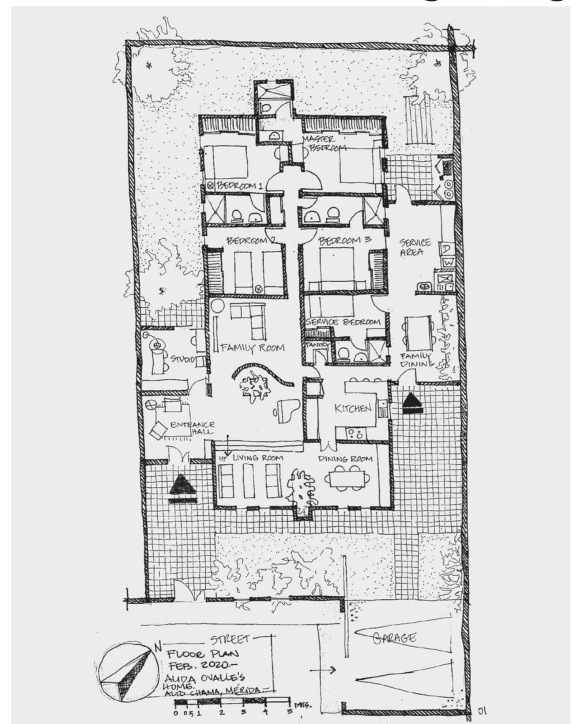 MASTER
BEDROOM
BEDROOM 1
BEDROOM 2
BEDROOM 3
SERVICE
AREA
D
W
SERVICE BEDROOM
FAMILY ROOM
PANTRY
FAMILY
DINING
STUDIO
KITCHEN
ENTRANCE
HALL
UP
LIVING ROOM
DINING ROOM
STREET
GARAGE
N
FLOOR PLAN
FEB. 2020.-
ALIDA OVALLE'S
HOME.
ALTO CHAMA, MÉRIDA.-
0 0.5 1 2 3 4 5 MTS.
01